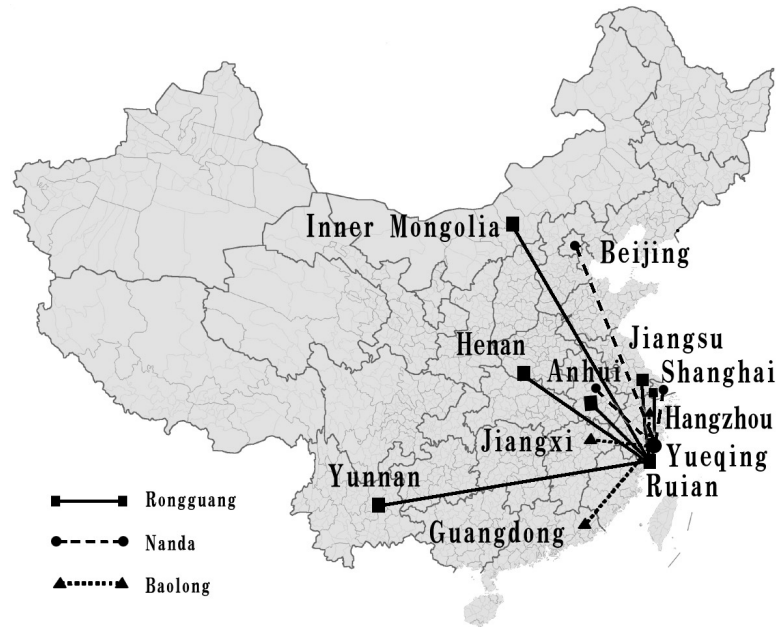 Inner Mongolia
Beijing
Jiangsu
Henan
Anhui
Shanghai
Hangzhou
Jiangxi
Yueqing
Yunnan
Ruian
Rongguang
Guangdong
Nanda
Baolong